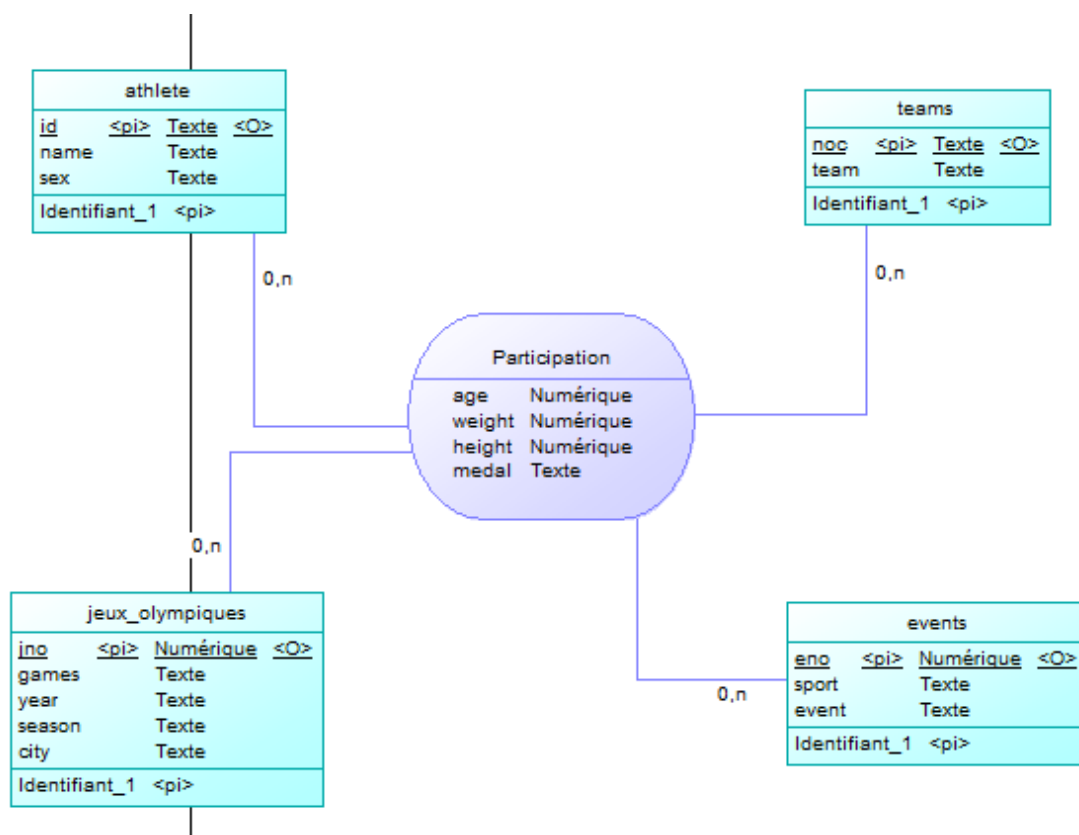 athlete
id <pi> Texte <O>
name Texte
sex Texte
Identifiant_1 <pi>
0,n
teams
noc <pi> Texte <O>
team Texte
Identifiant_1 <pi>
0,n
Participation
age Numérique
weight Numérique
height Numérique
medal Texte
0,n
jeux_olympiques
jno <pi> Numérique <O>
games Texte
year Texte
season Texte
city Texte
Identifiant_1 <pi>
events
eno <pi> Numérique <O>
sport Texte
event Texte
Identifiant_1 <pi>
0,n